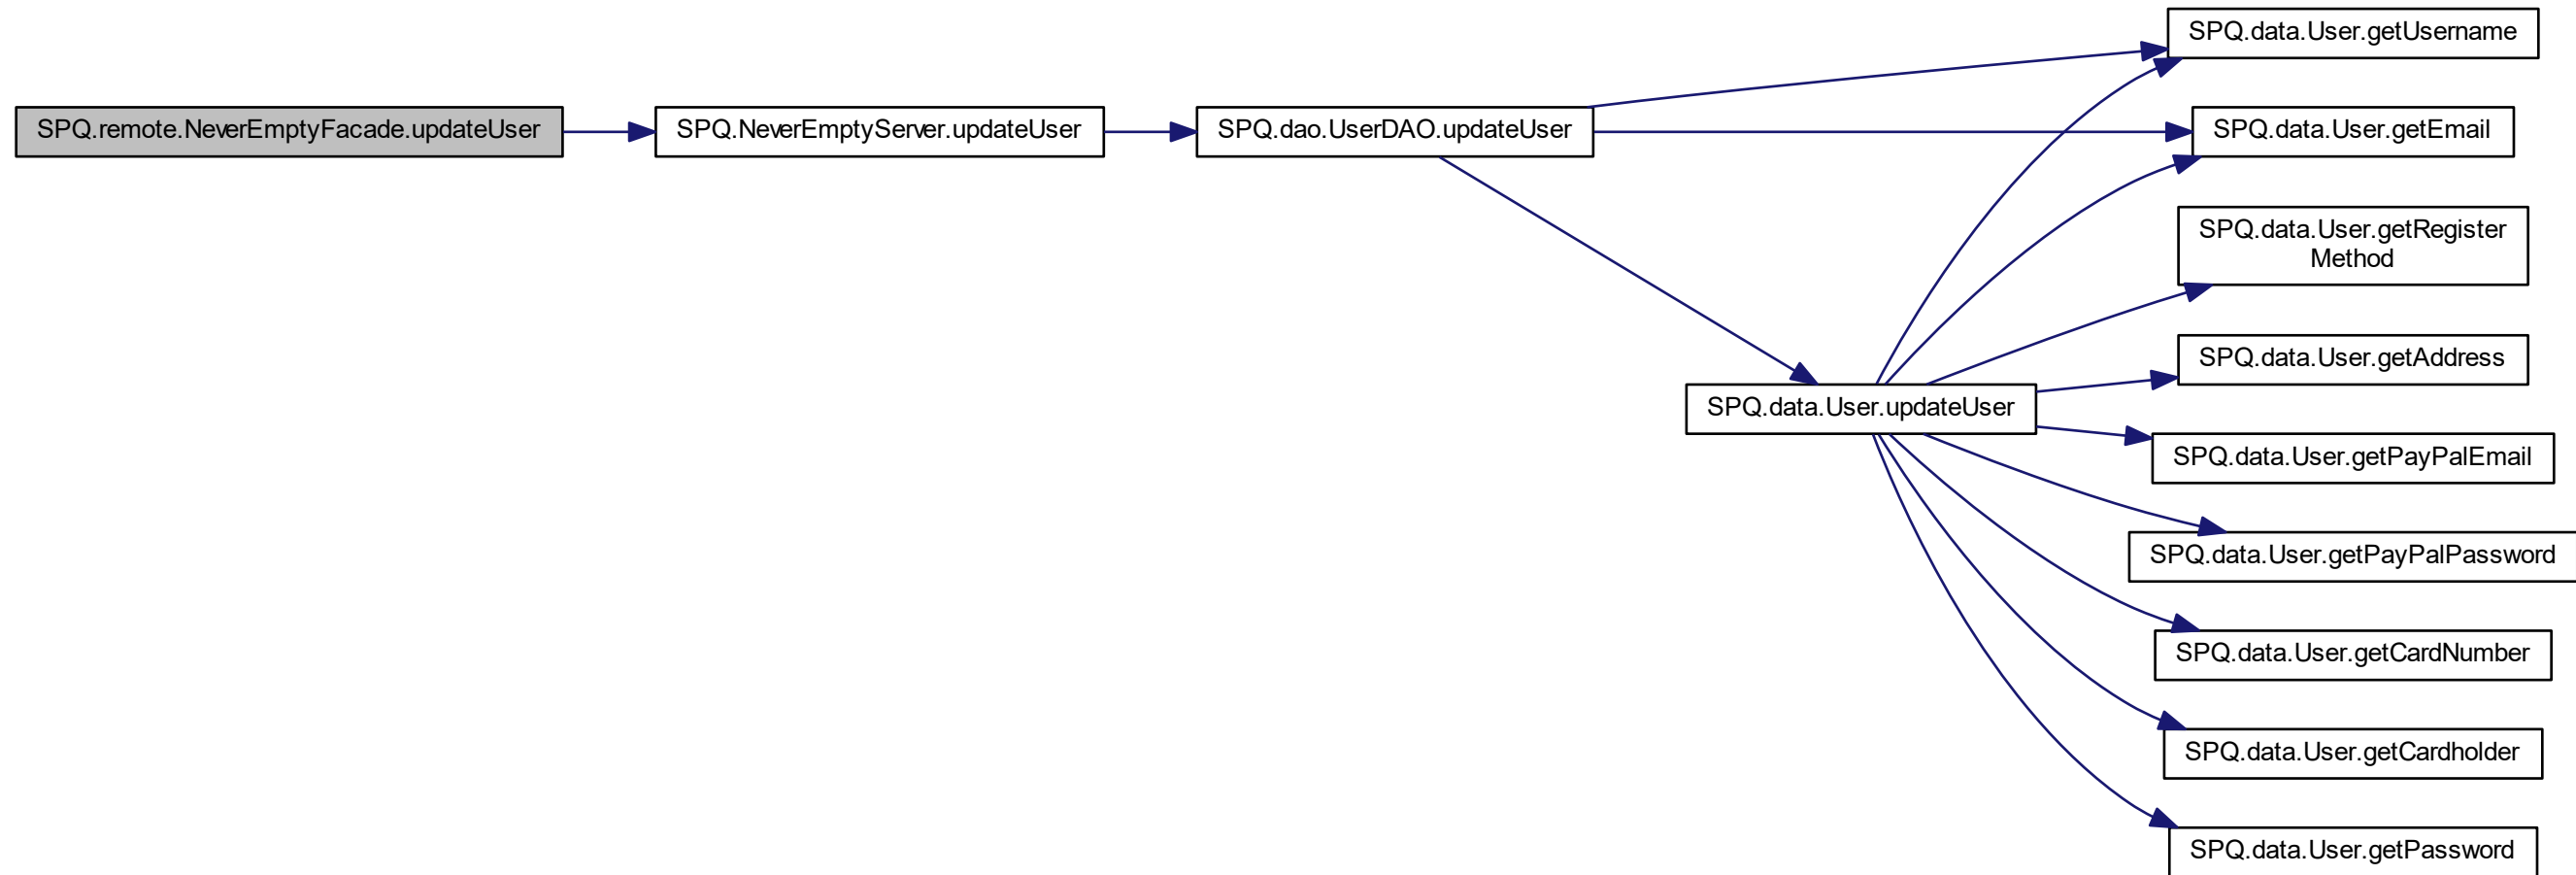 SPQ.remote.NeverEmptyFacade.updateUser
SPQ.NeverEmptyServer.updateUser
SPQ.dao.UserDAO.updateUser
SPQ.data.User.updateUser
SPQ.data.User.getUsername
SPQ.data.User.getEmail
SPQ.data.User.getRegister
Method
SPQ.data.User.getAddress
SPQ.data.User.getPayPalEmail
SPQ.data.User.getPayPalPassword
SPQ.data.User.getCardNumber
SPQ.data.User.getCardholder
SPQ.data.User.getPassword